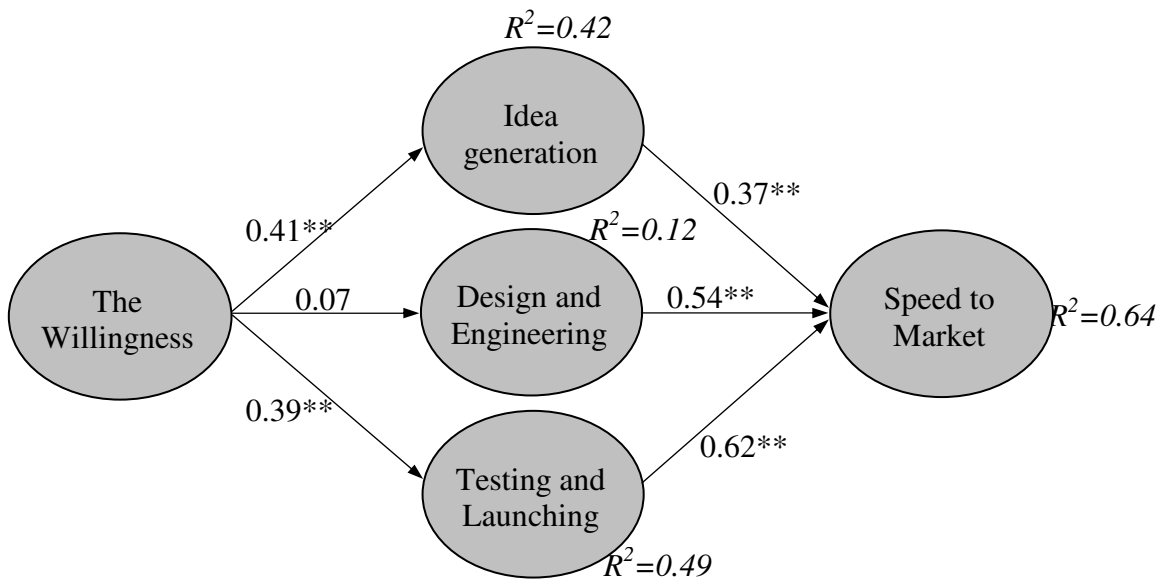 R²=0.42
Idea
generation
0.41**
0.37**
R²=0.12
The
Willingness
0.07
Design and
Engineering
0.54**
Speed to
Market
R²=0.64
0.39**
0.62**
Testing and
Launching
R²=0.49